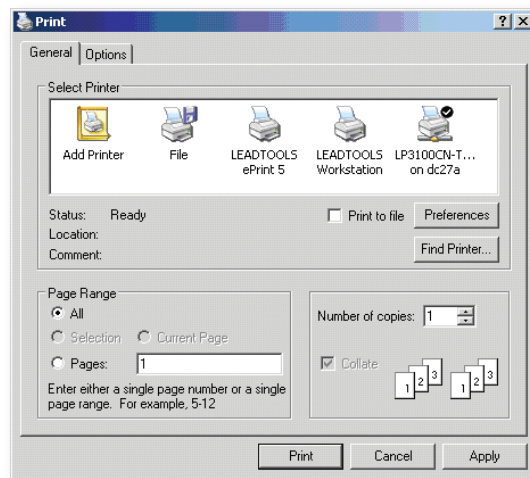 Print
General Options
Select Printer
Add Printer File LEADTOOLS ePrint 5 LEADTOOLS Workstation LP3100CN-T... on dc27a
Status: Ready
Location:
Comment:
Print to file
Preferences
Find Printer...
Page Range
All
Selection Current Page
Pages: 1
Enter either a single page number or a single
page range. For example, 5-12
Number of copies: 1
Collate
1 2 3 1 2 3
Print Cancel Apply